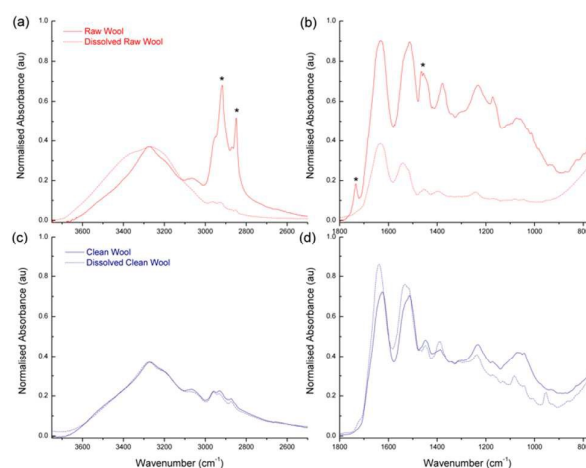 (a)
Raw Wool
Dissolved Raw Wool
*
*
Normalised Absorbance (au)
1.0
0.8
0.6
0.4
0.2
0.0
3600 3400 3200 3000 2800 2600
(b)
*
*
Normalised Absorbance (au)
1.0
0.8
0.6
0.4
0.2
0.0
1800 1600 1400 1200 1000 800
(c)
Clean Wool
Dissolved Clean Wool
Normalised Absorbance (au)
1.0
0.8
0.6
0.4
0.2
0.0
3600 3400 3200 3000 2800 2600
Wavenumber (cm-1)
(d)
Normalised Absorbance (au)
1.0
0.8
0.6
0.4
0.2
0.0
1800 1600 1400 1200 1000 800
Wavenumber (cm-1)